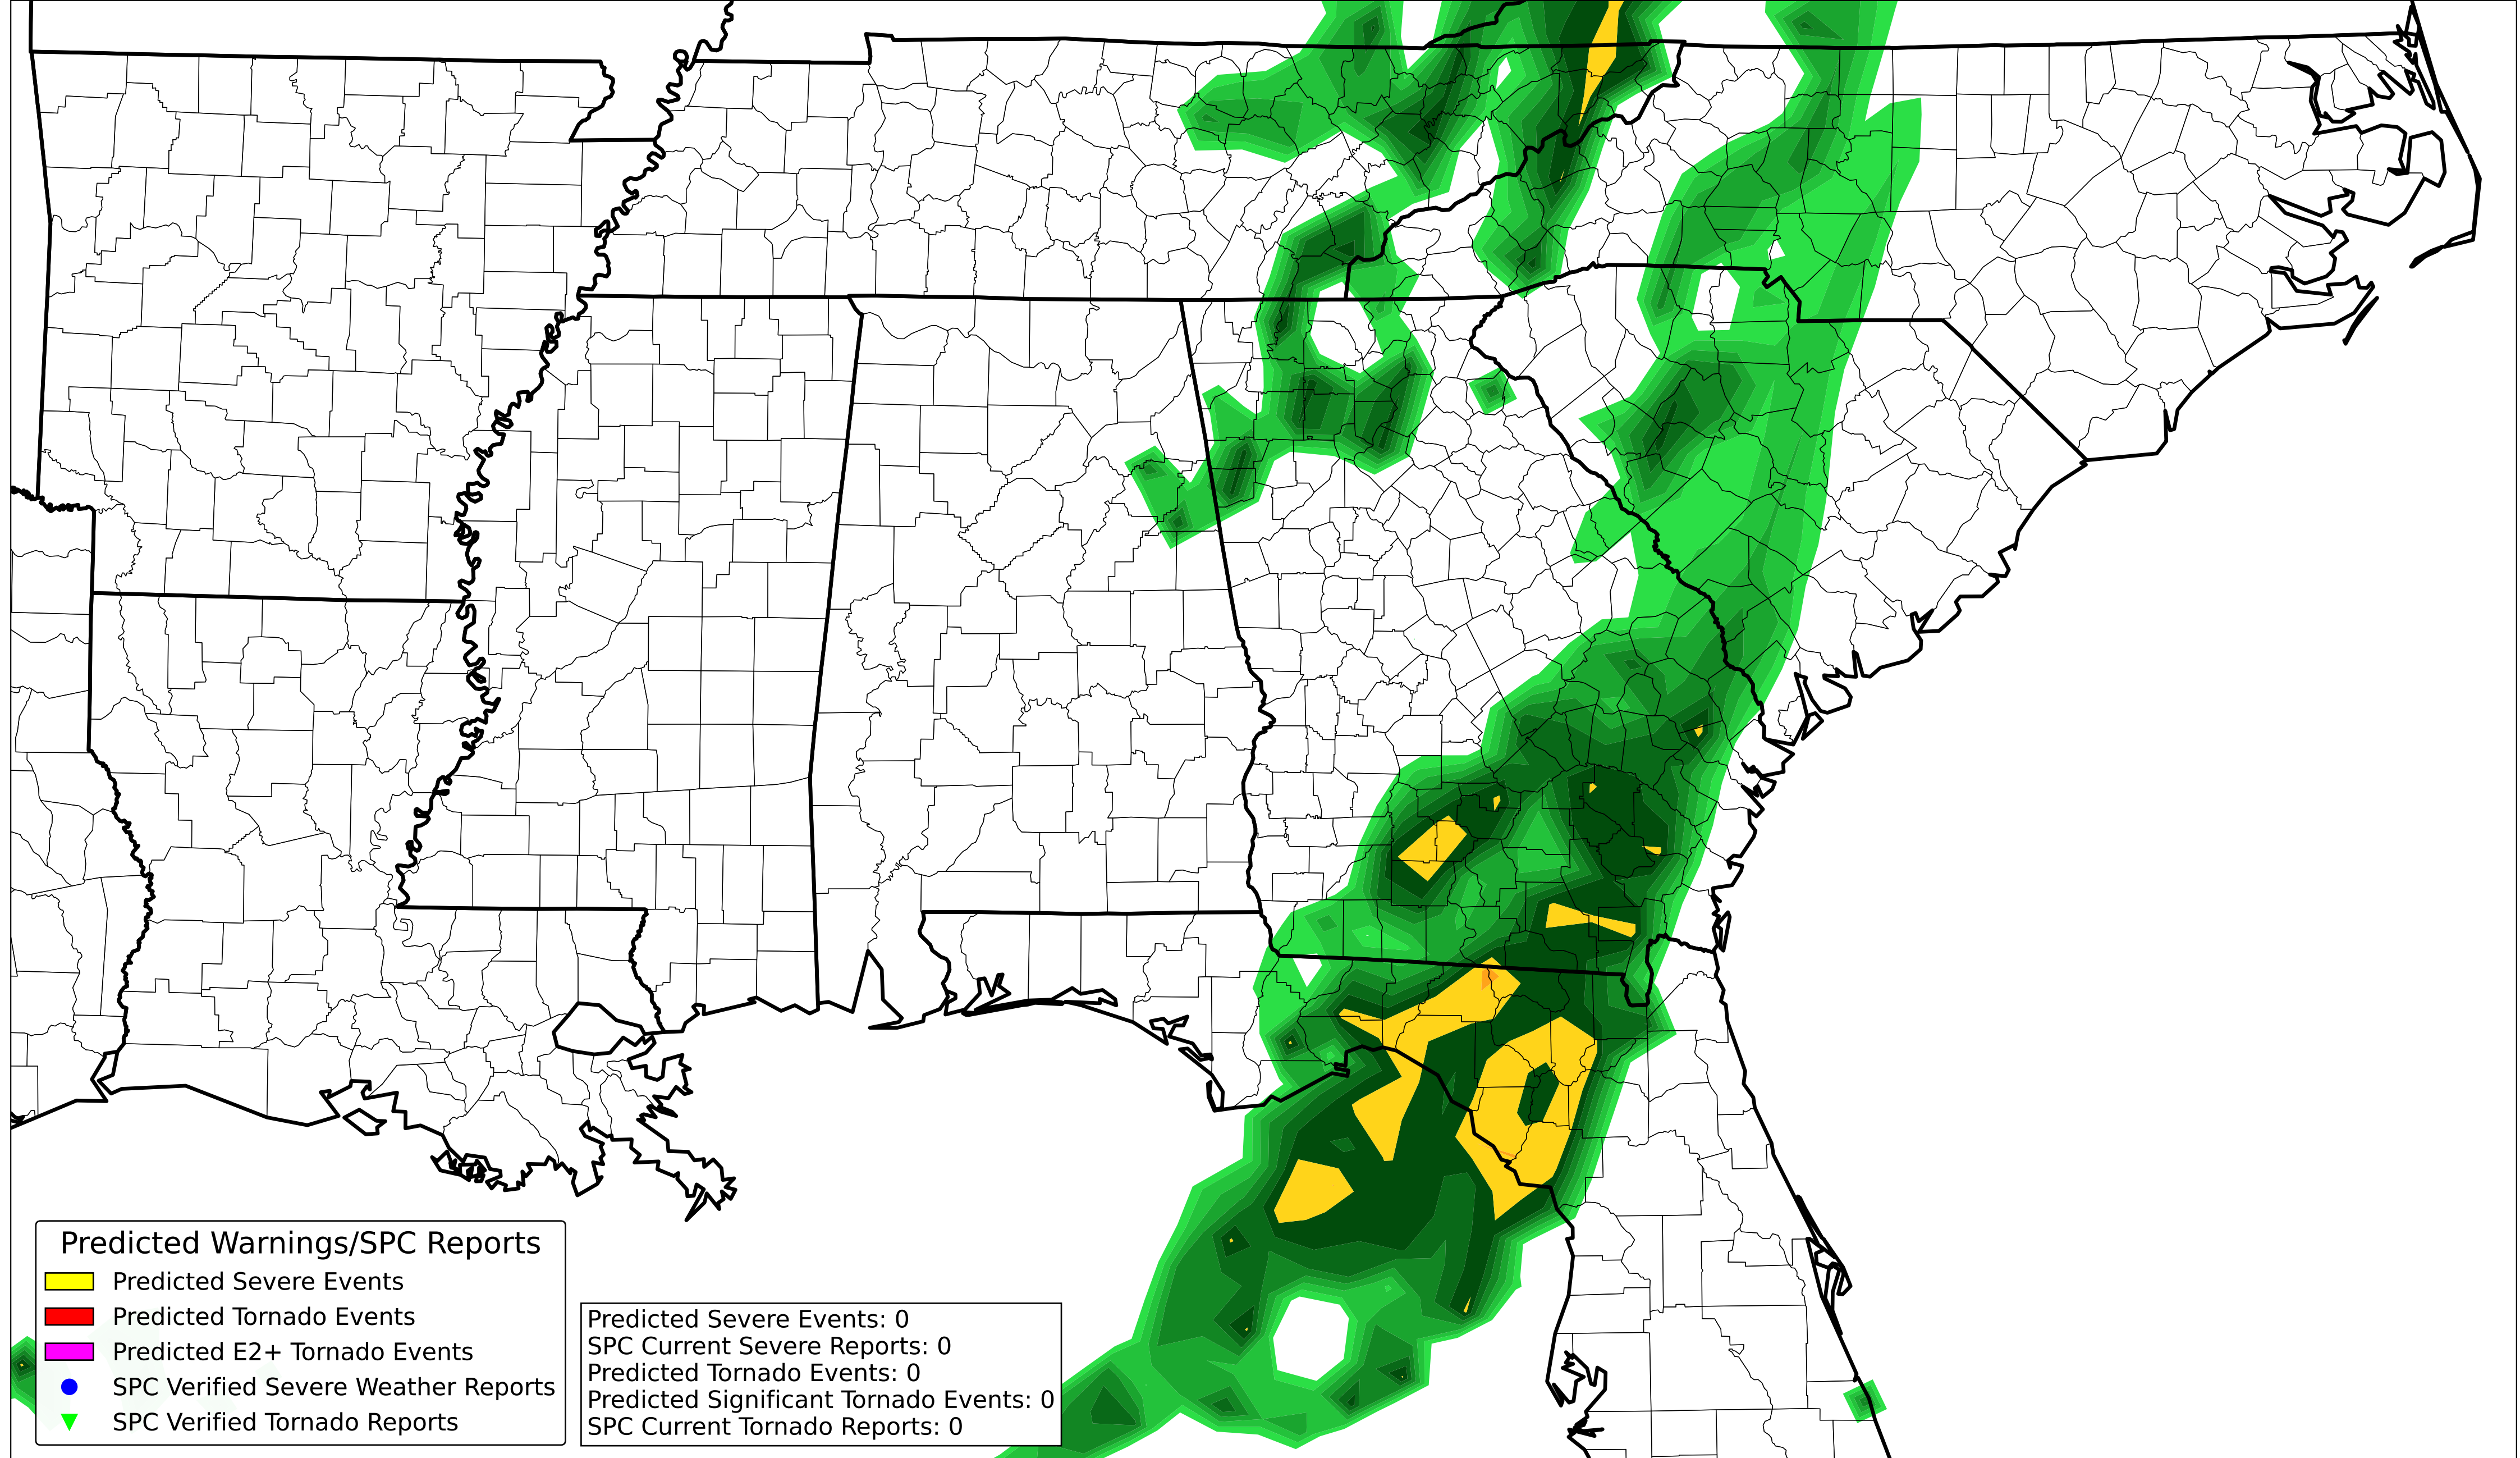 Predicted Warnings/SPC Reports
Predicted Severe Events
Predicted Tornado Events
Predicted E2+ Tornado Events
SPC Verified Severe Weather Reports
SPC Verified Tornado Reports
Predicted Severe Events: 0
SPC Current Severe Reports: 0
Predicted Tornado Events: 0
Predicted Significant Tornado Events: 0
SPC Current Tornado Reports: 0